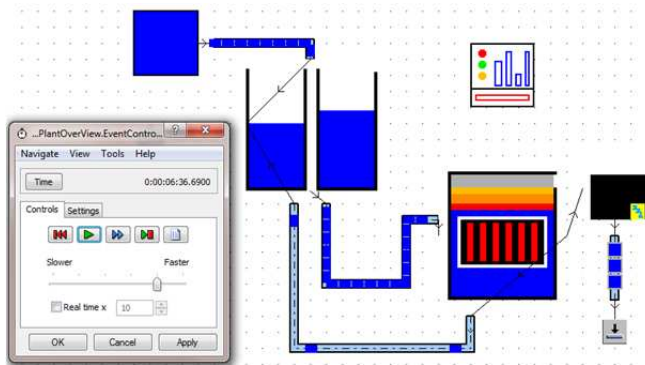 ...PlantOverView.EventContro...
Navigate View Tools Help
Time 0:00:06:36.6900
Controls Settings
Slower Faster
Real time x 10
OK Cancel Apply